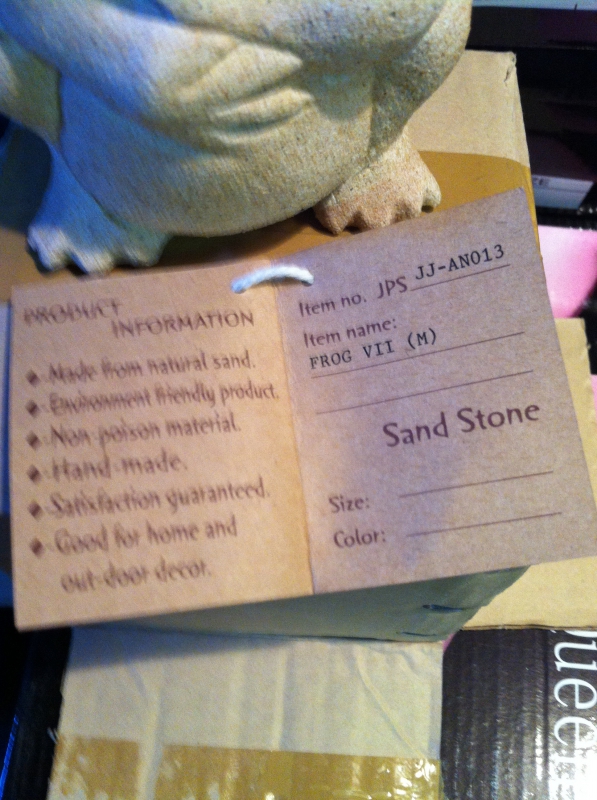 PRODUCT
INFORMATION
Made from natural sand.
Environment friendly product.
Non poison material.
Hand made.
Satisfaction guaranteed.
Good for home and
out door decor.
Item no. JPS JJ-AN013
Item name:
FROG VII (M)
Sand Stone
Size:
Color:
Queen